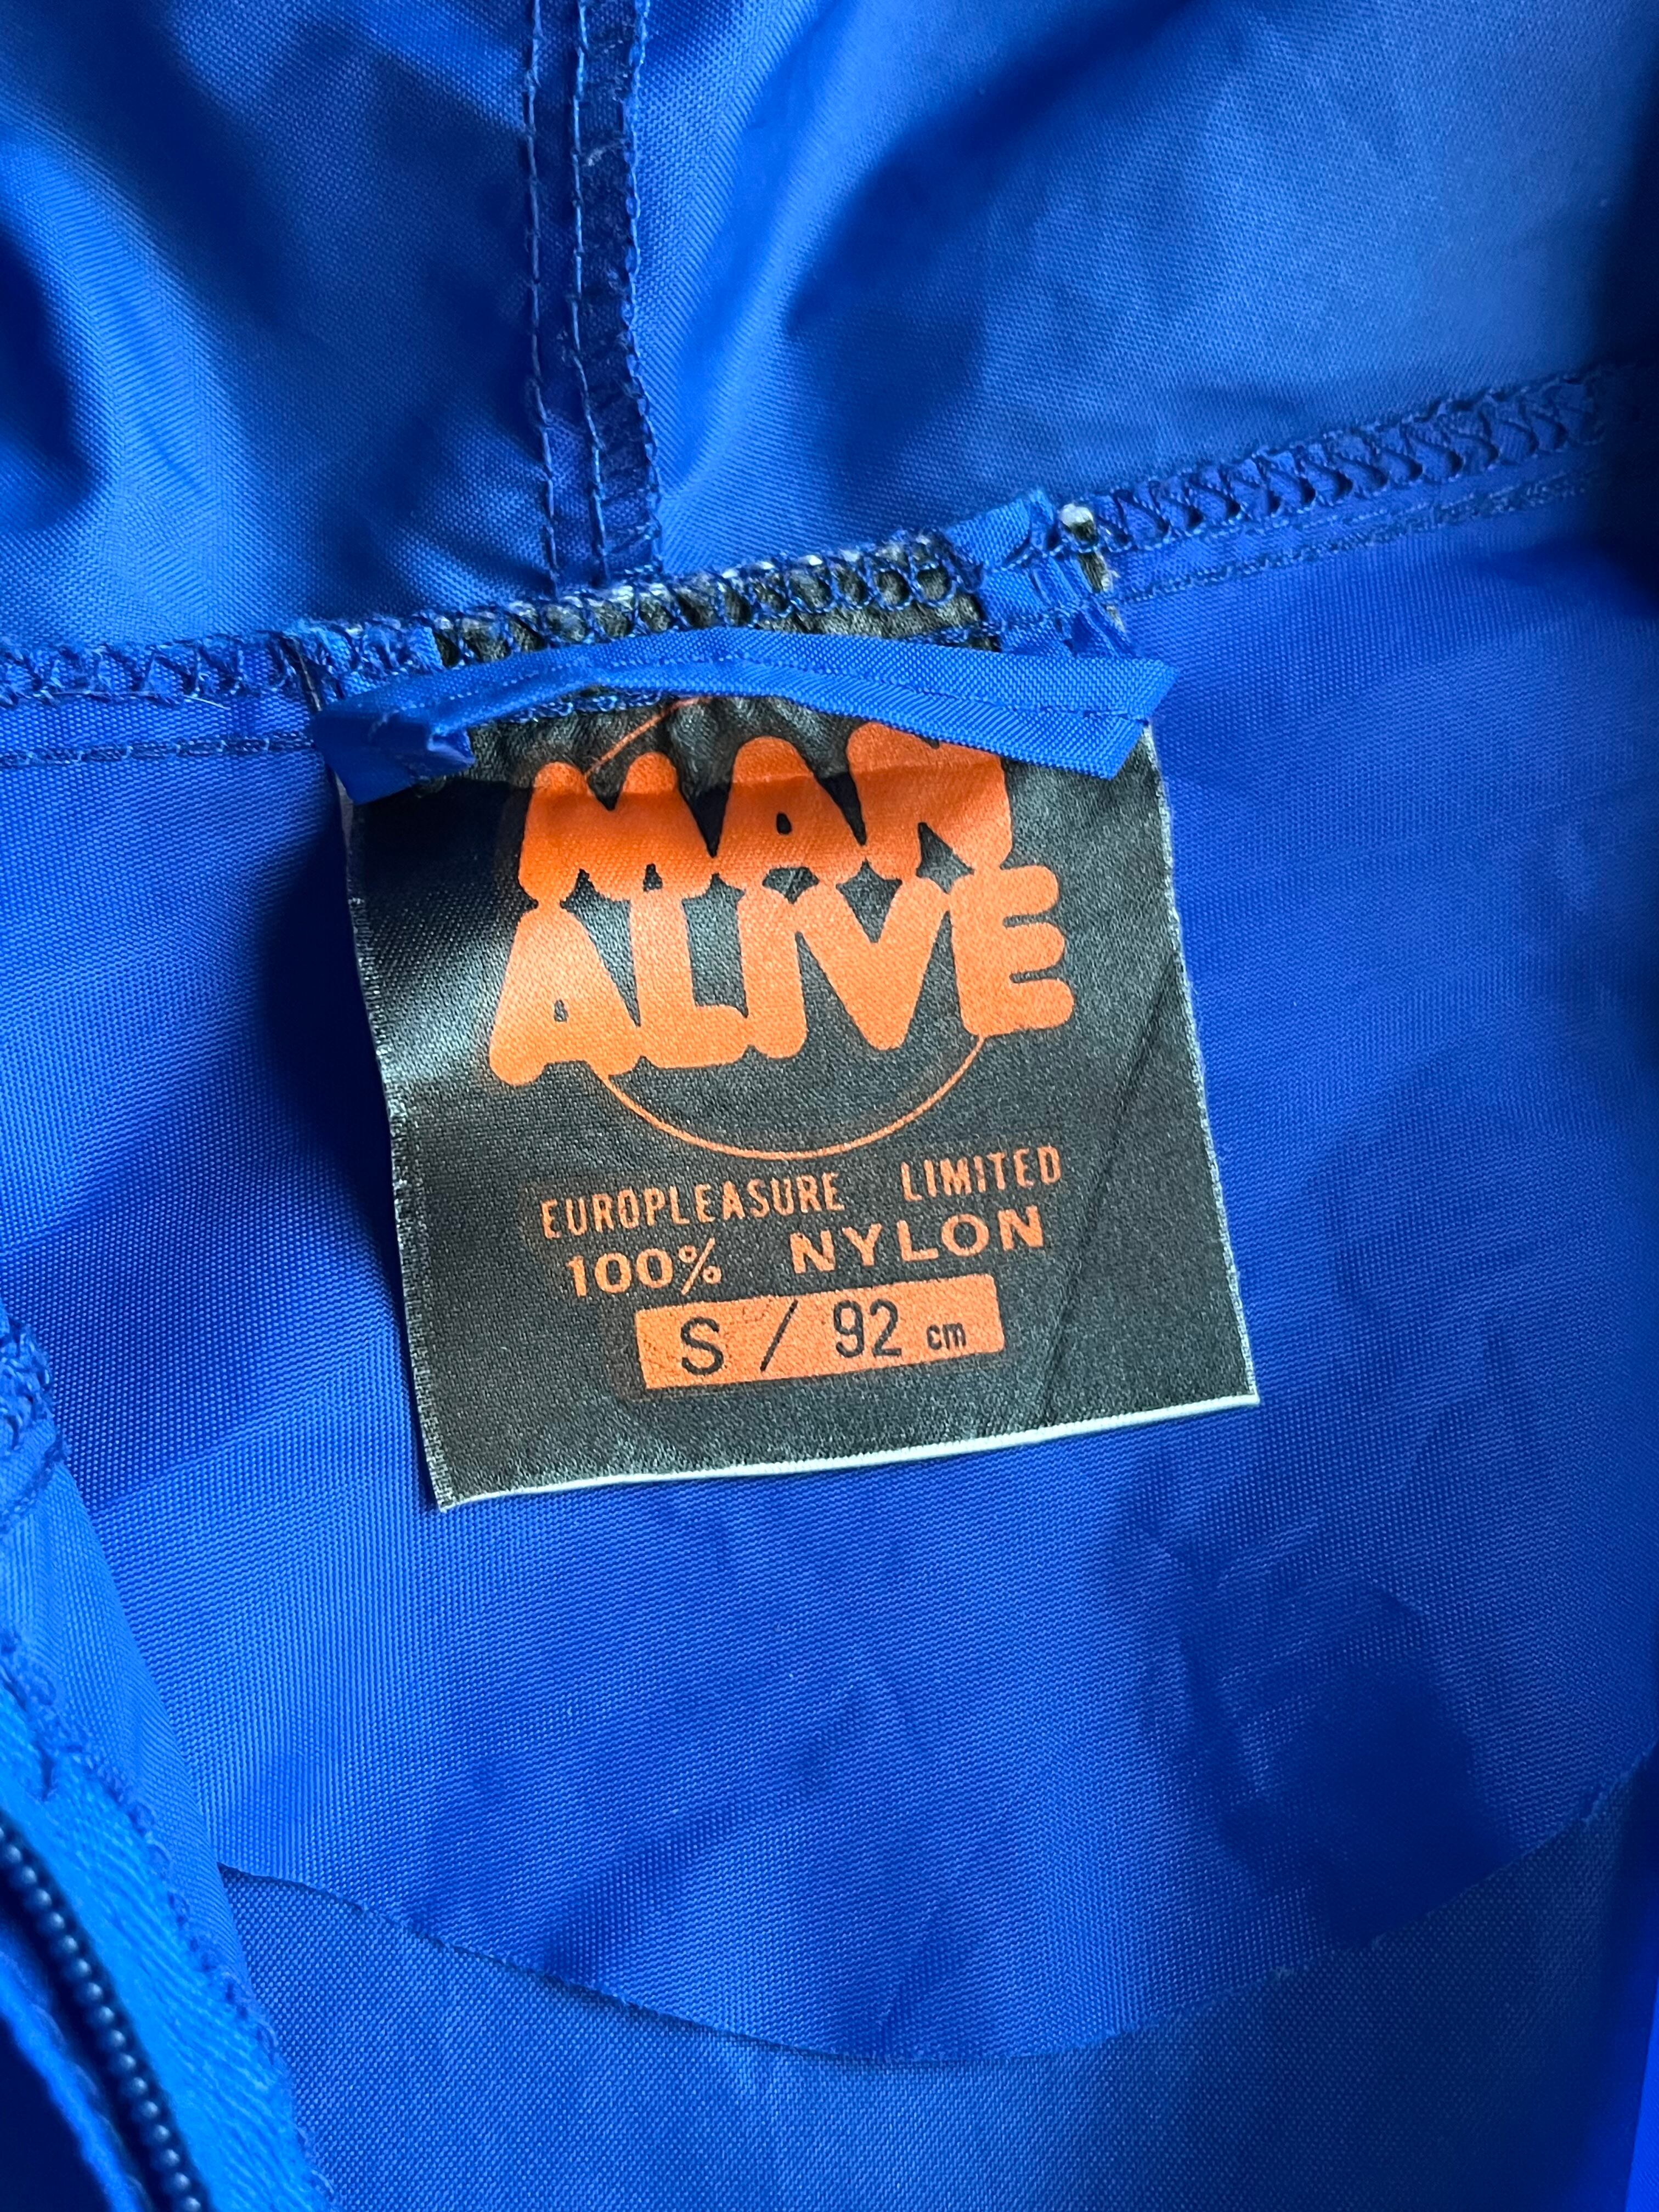 MAN
ALIVE
EUROPLEASURE LIMITED
100% NYLON
S / 92 cm